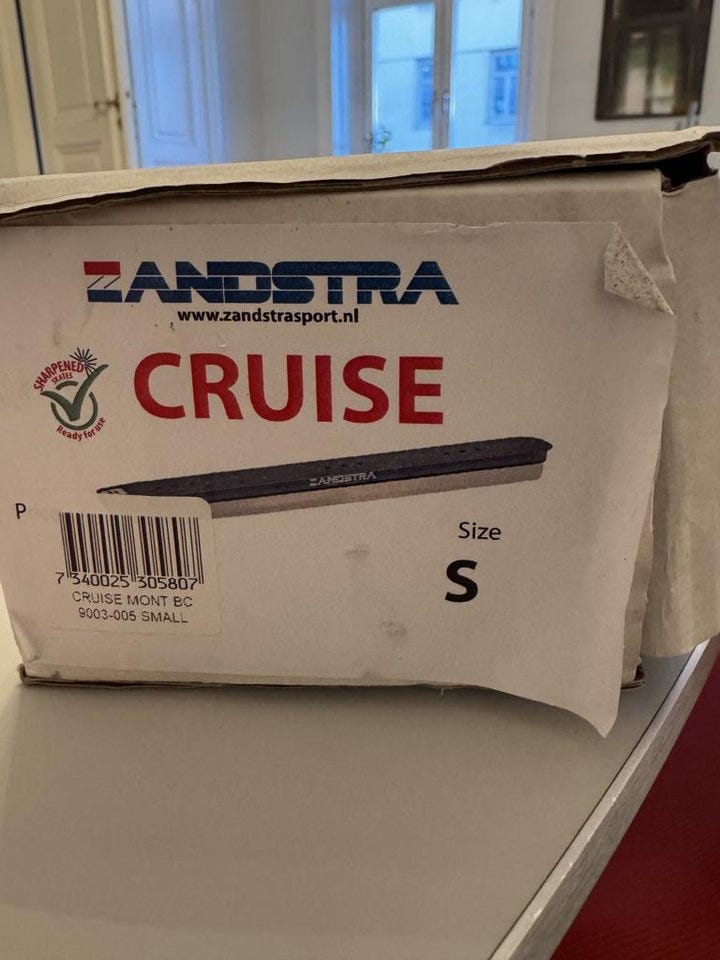 ZANDSTRA
www.zandstrasport.nl
SHARPENED
SKATES
Ready for use
CRUISE
ZANDSTRA
Size
S
7 340025 305807
CRUISE MONT BC
9003-005 SMALL